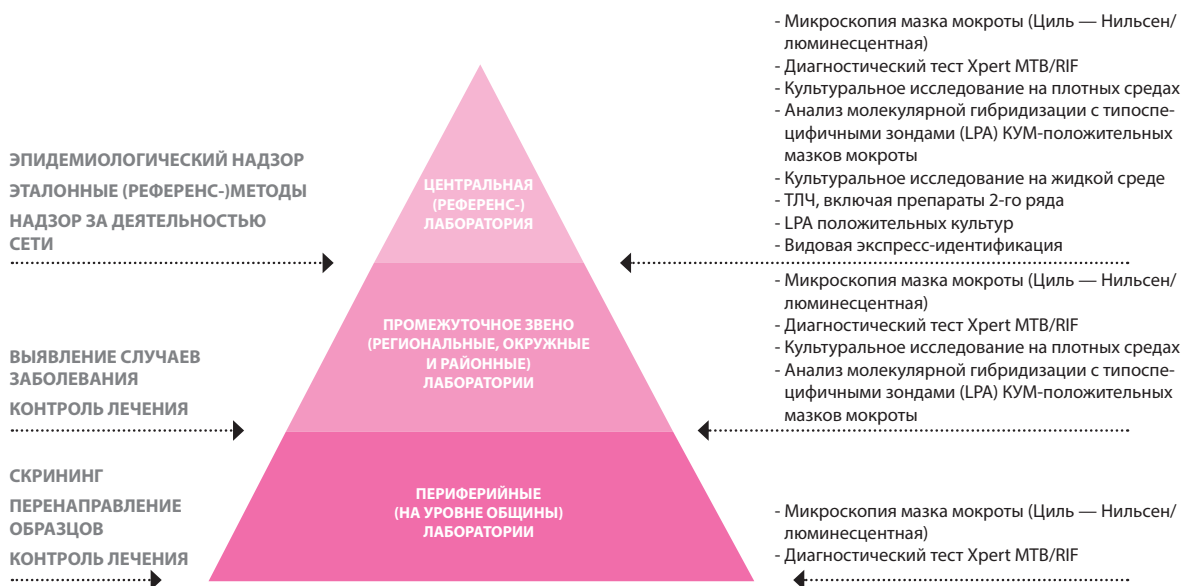 - Микроскопия мазка мокроты (Циль — Нильсен/
люминесцентная)
- Диагностический тест Xpert MTB/RIF
- Культуральное исследование на плотных средах
- Анализ молекулярной гибридизации с типоспе-
цифичными зондами (LPA) КУМ-положительных
мазков мокроты
- Культуральное исследование на жидкой среде
- ТЛЧ, включая препараты 2-го ряда
- LPA положительных культур
- Видовая экспресс-идентификация
ЭПИДЕМИОЛОГИЧЕСКИЙ НАДЗОР
ЭТАЛОННЫЕ (РЕФЕРЕНС-)МЕТОДЫ
НАДЗОР ЗА ДЕЯТЕЛЬНОСТЬЮ
СЕТИ
ЦЕНТРАЛЬНАЯ
(РЕФЕРЕНС-)
ЛАБОРАТОРИЯ
- Микроскопия мазка мокроты (Циль — Нильсен/
люминесцентная)
- Диагностический тест Xpert MTB/RIF
- Культуральное исследование на плотных средах
- Анализ молекулярной гибридизации с типоспе-
цифичными зондами (LPA) КУМ-положительных
мазков мокроты
ПРОМЕЖУТОЧНОЕ ЗВЕНО
(РЕГИОНАЛЬНЫЕ, ОКРУЖНЫЕ
И РАЙОННЫЕ)
ЛАБОРАТОРИИ
ВЫЯВЛЕНИЕ СЛУЧАЕВ
ЗАБОЛЕВАНИЯ
КОНТРОЛЬ ЛЕЧЕНИЯ
СКРИНИНГ
ПЕРЕНАПРАВЛЕНИЕ
ОБРАЗЦОВ
КОНТРОЛЬ ЛЕЧЕНИЯ
ПЕРИФЕРИЙНЫЕ
(НА УРОВНЕ ОБЩИНЫ)
ЛАБОРАТОРИИ
- Микроскопия мазка мокроты (Циль — Нильсен/
люминесцентная)
- Диагностический тест Xpert MTB/RIF